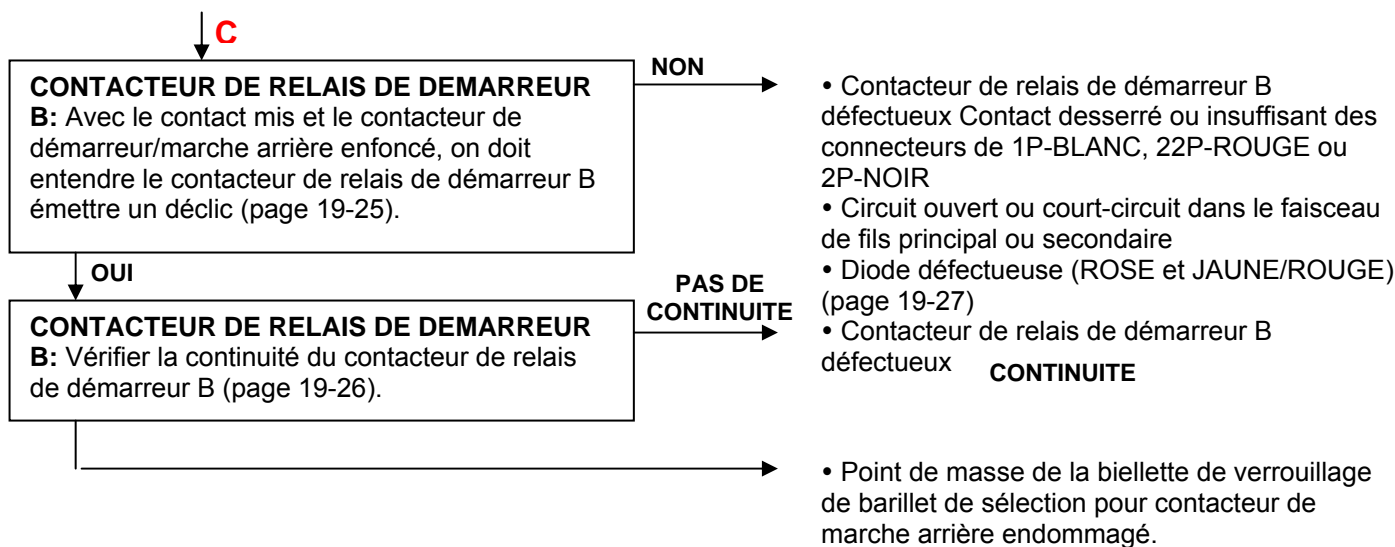 C
CONTACTEUR DE RELAIS DE DEMARREUR
B: Avec le contact mis et le contacteur de
démarreur/marche arrière enfoncé, on doit
entendre le contacteur de relais de démarreur B
émettre un déclic (page 19-25).
NON
• Contacteur de relais de démarreur B
défectueux Contact desserré ou insuffisant des
connecteurs de 1P-BLANC, 22P-ROUGE ou
2P-NOIR
• Circuit ouvert ou court-circuit dans le faisceau
de fils principal ou secondaire
• Diode défectueuse (ROSE et JAUNE/ROUGE)
(page 19-27)
OUI
CONTACTEUR DE RELAIS DE DEMARREUR
B: Vérifier la continuité du contacteur de relais
de démarreur B (page 19-26).
PAS DE
CONTINUITE
• Contacteur de relais de démarreur B
défectueux
CONTINUITE
• Point de masse de la biellette de verrouillage
de barillet de sélection pour contacteur de
marche arrière endommagé.